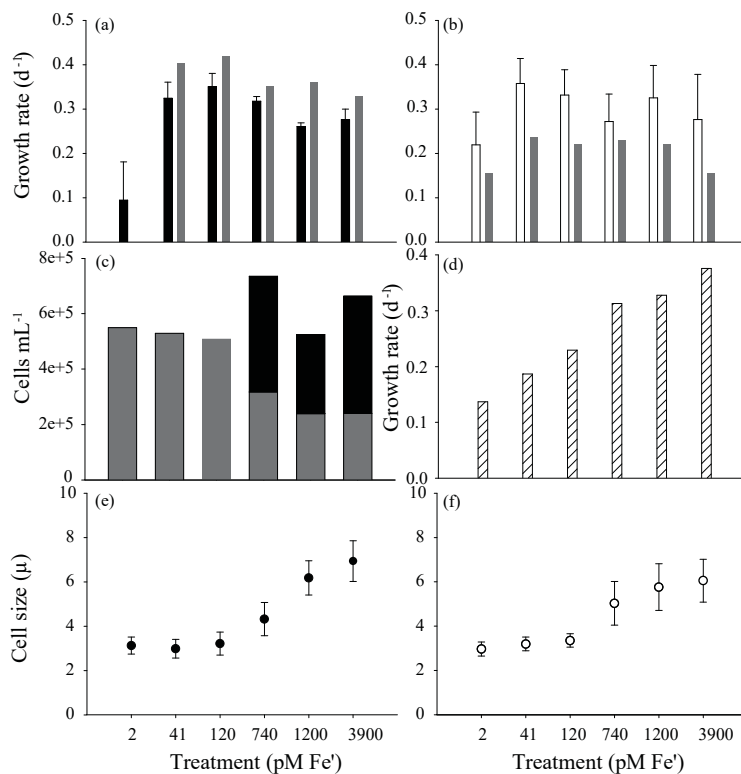 (a)
0.5
0.4
0.3
0.2
0.1
0.0
Growth rate (d⁻¹)
(b)
0.5
0.4
0.3
0.2
0.1
0.0
Growth rate (d⁻¹)
(c)
8e+5
6e+5
4e+5
2e+5
0
Cells mL⁻¹
(d)
0.4
0.3
0.2
0.1
0.0
Growth rate (d⁻¹)
(e)
10
8
6
4
2
0
Cell size (µ)
2 41 120 740 1200 3900
Treatment (pM Fe')
(f)
10
8
6
4
2
0
2 41 120 740 1200 3900
Treatment (pM Fe')